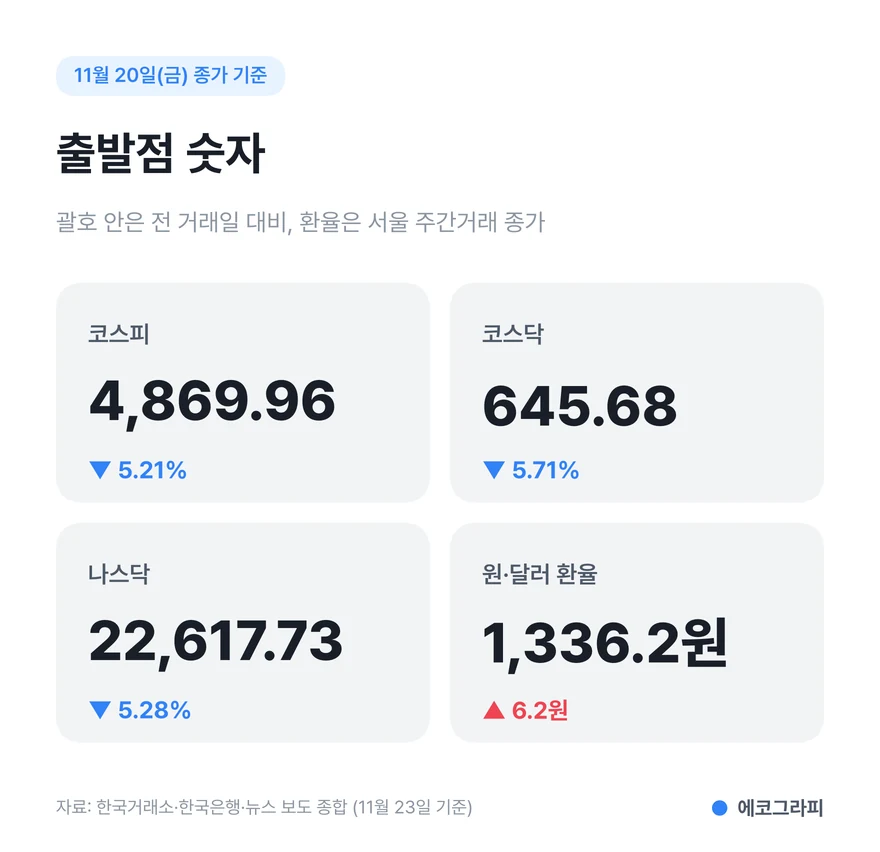 11월 20일(금) 종가 기준
출발점 숫자
괄호 안은 전 거래일 대비, 환율은 서울 주간거래 종가
코스피
4,869.96
▼ 5.21%
코스닥
645.68
▼ 5.71%
나스닥
22,617.73
▼ 5.28%
원·달러 환율
1,336.2원
▲ 6.2원
자료: 한국거래소·한국은행·뉴스 보도 종합 (11월 23일 기준)
에코그라피